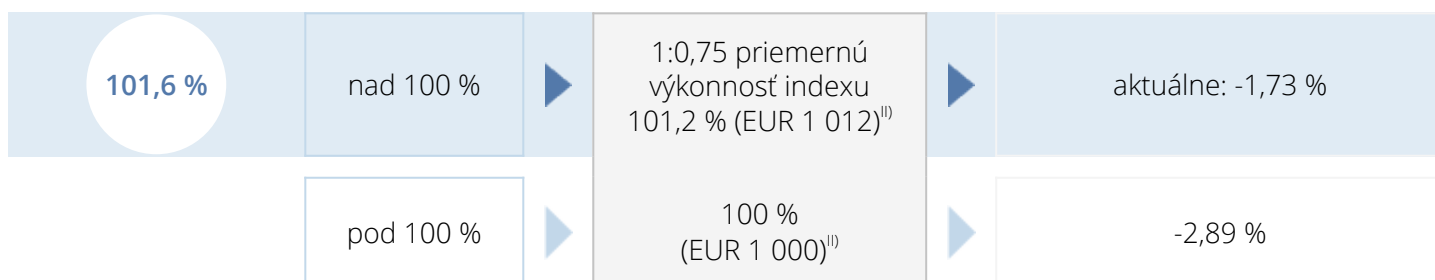 101,6 %
nad 100 %
1:0,75 priemernú
výkonnosť indexu
101,2 % (EUR 1 012)II)
aktuálne: -1,73 %
pod 100 %
100 %
(EUR 1 000)II)
-2,89 %